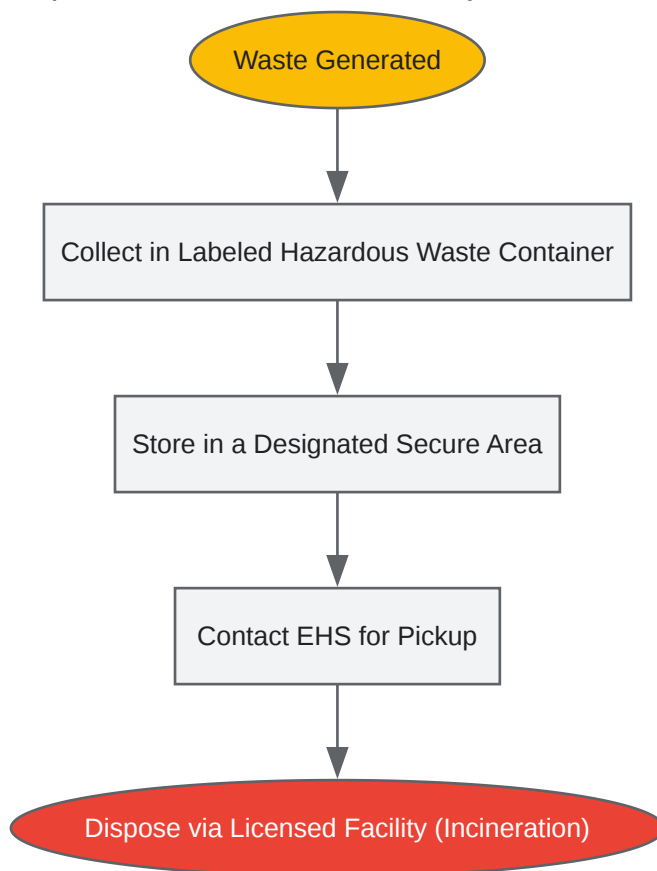 Waste Generated
Collect in Labeled Hazardous Waste Container
Store in a Designated Secure Area
Contact EHS for Pickup
Dispose via Licensed Facility (Incineration)